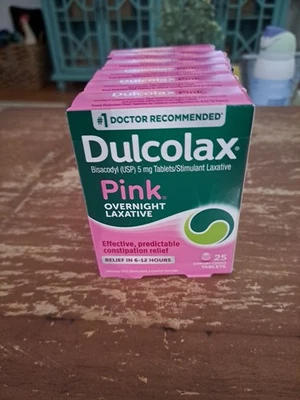 #1 DOCTOR RECOMMENDED
Dulcolax®
Bisacodyl (USP) 5 mg Tablets/Stimulant Laxative
Pink
OVERNIGHT
LAXATIVE
Effective, predictable
constipation relief
RELIEF IN 6-12 HOURS
25
TABLETS